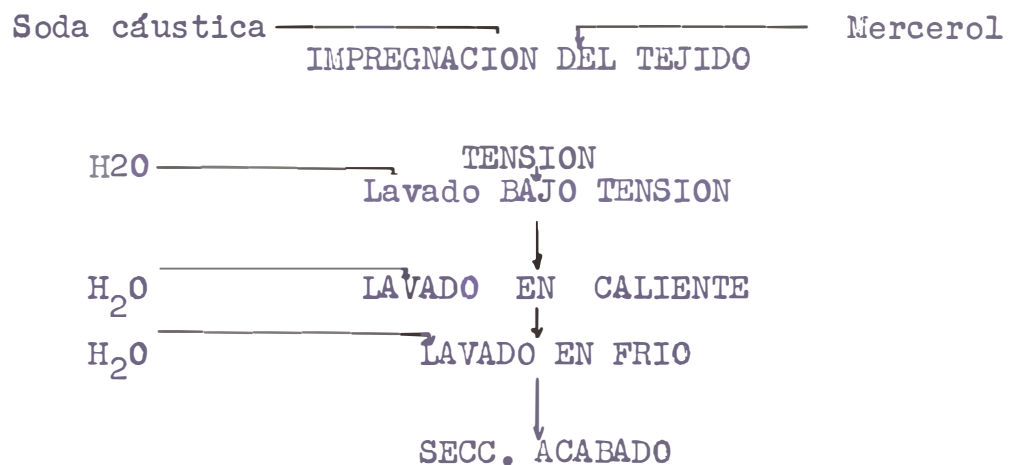 Soda cáustica Mercerol
IMPREGNACION DEL TEJIDO
TENSION
H2O
Lavado BAJO TENSION
H₂O LAVADO EN CALIENTE
H₂O LAVADO EN FRIO
SECC. ACABADO